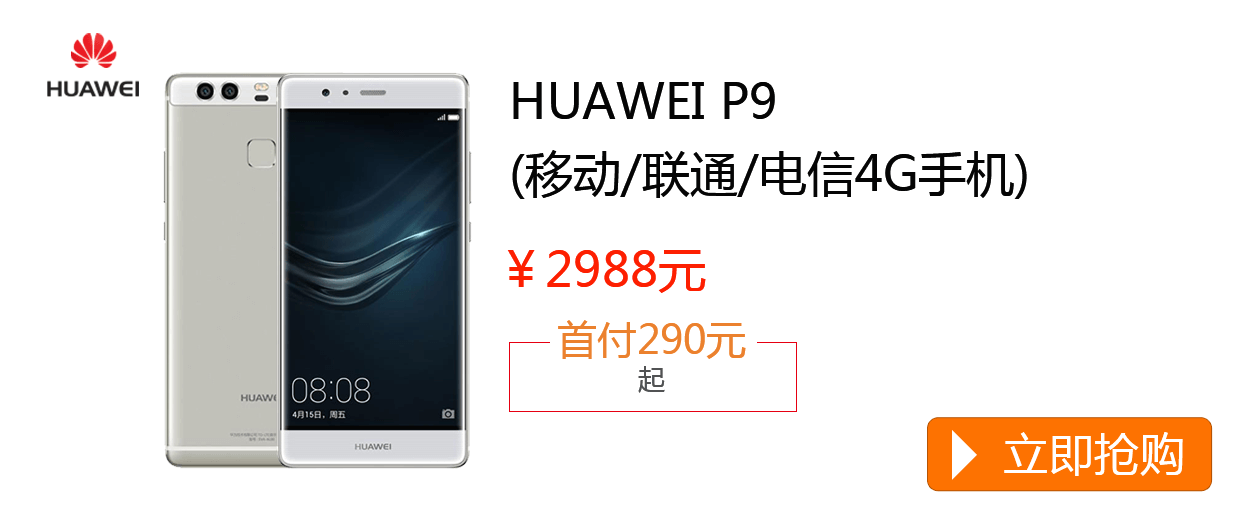 HUAWEI
HUAWEI P9
(移动/联通/电信4G手机)
¥2988元
首付290元
起
立即抢购
08:08
4月15日，周五
HUAWEI
HUAWE